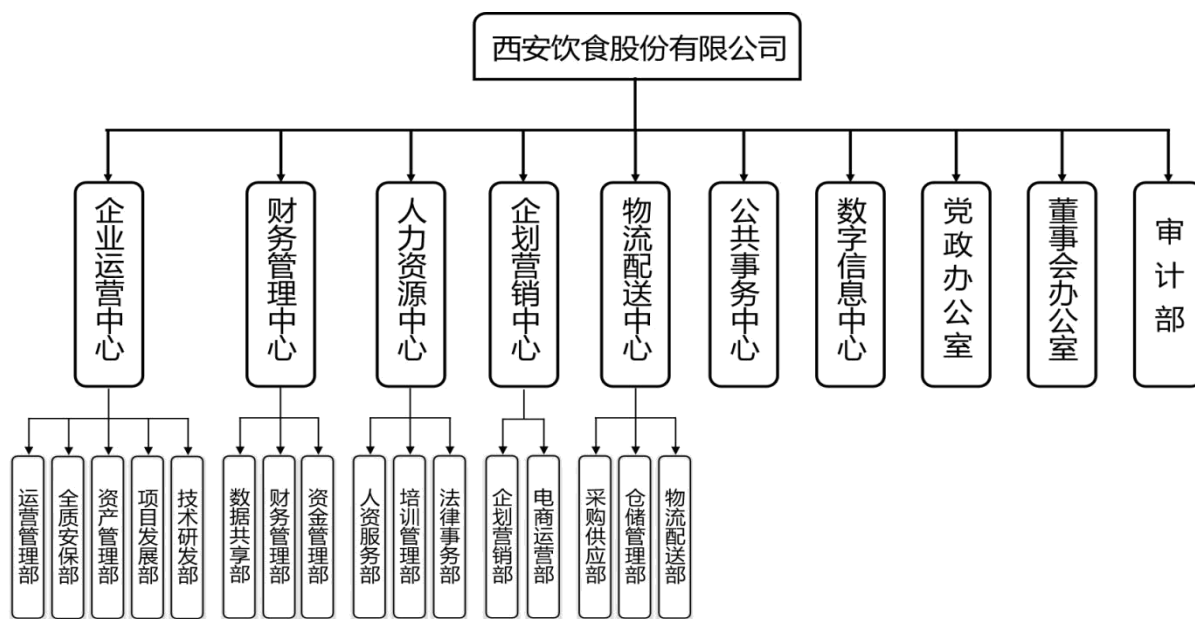 西安饮食股份有限公司
企业运营中心
财务管理中心
人力资源中心
企划营销中心
物流配送中心
公共事务中心
数字信息中心
党政办公室
董事会办公室
审计部
运营管理部
全质安保部
资产管理部
项目发展部
技术研发部
数据共享部
财务管理部
资金管理部
人资服务部
培训管理部
法律事务部
企划营销部
电商运营部
采购供应部
仓储管理部
物流配送部